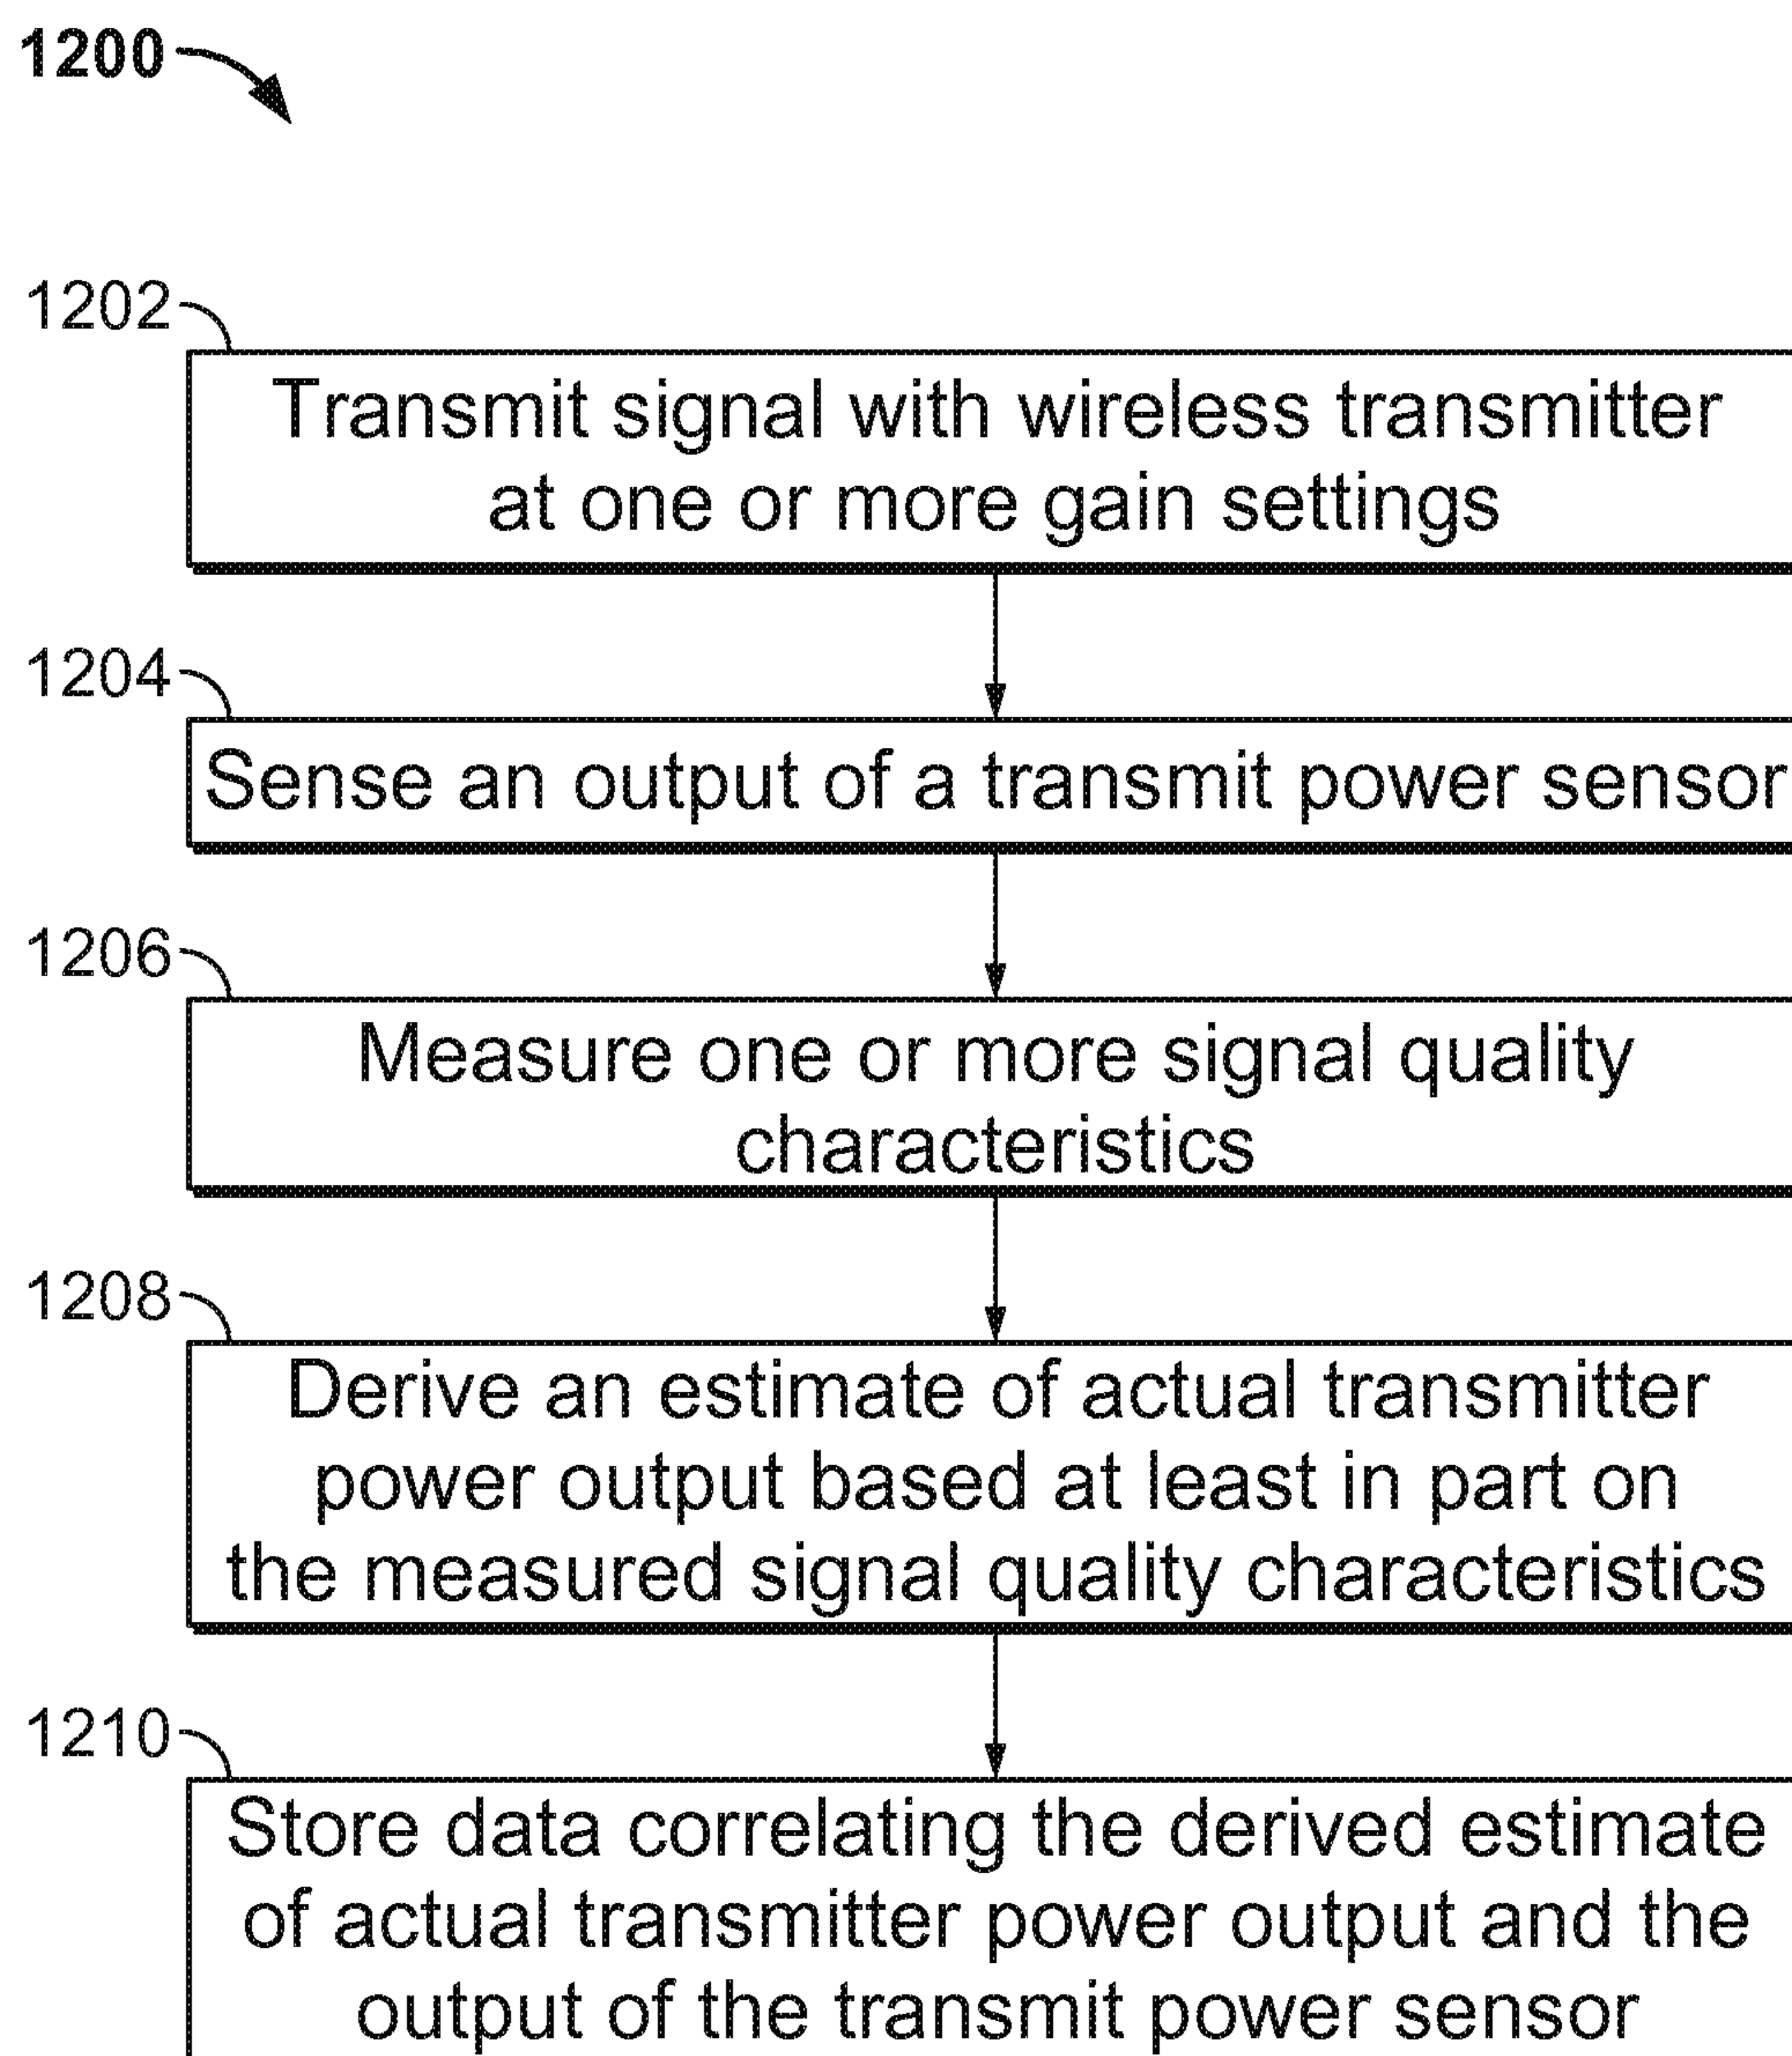 1200
1202
Transmit signal with wireless transmitter
at one or more gain settings
1204
Sense an output of a transmit power sensor
1206
Measure one or more signal quality
characteristics
1208
Derive an estimate of actual transmitter
power output based at least in part on
the measured signal quality characteristics
1210
Store data correlating the derived estimate
of actual transmitter power output and the
output of the transmit power sensor